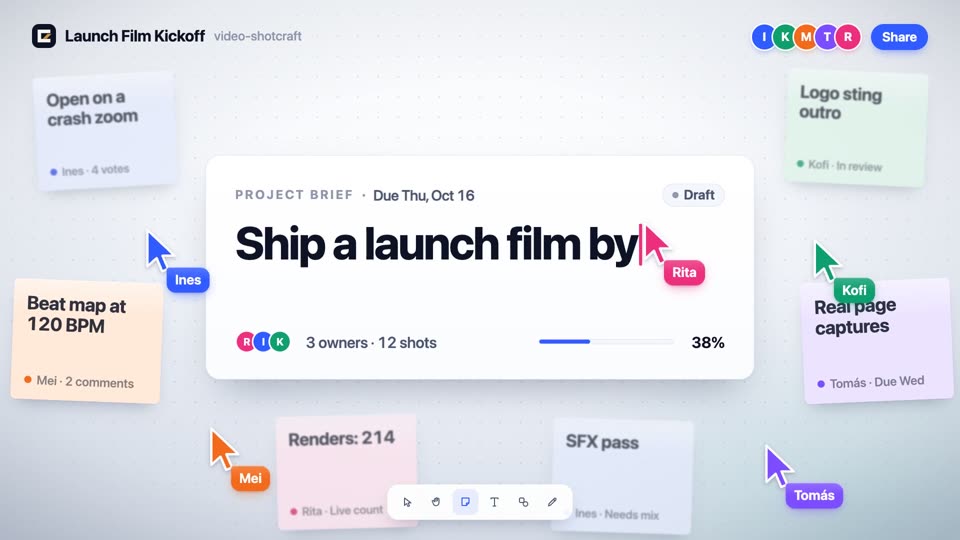 Launch Film Kickoff video-shotcraft
I K M T R Share
Open on a
crash zoom
Ines · 4 votes
Logo sting
outro
Kofi · In review
PROJECT BRIEF · Due Thu, Oct 16
Draft
Ship a launch film by
Rita
Ines
Kofi
Beat map at
120 BPM
Mei · 2 comments
Real page
captures
Tomás · Due Wed
R I K 3 owners · 12 shots
38%
Mei
Renders: 214
Rita · Live count
SFX pass
Ines · Needs mix
Tomás
T